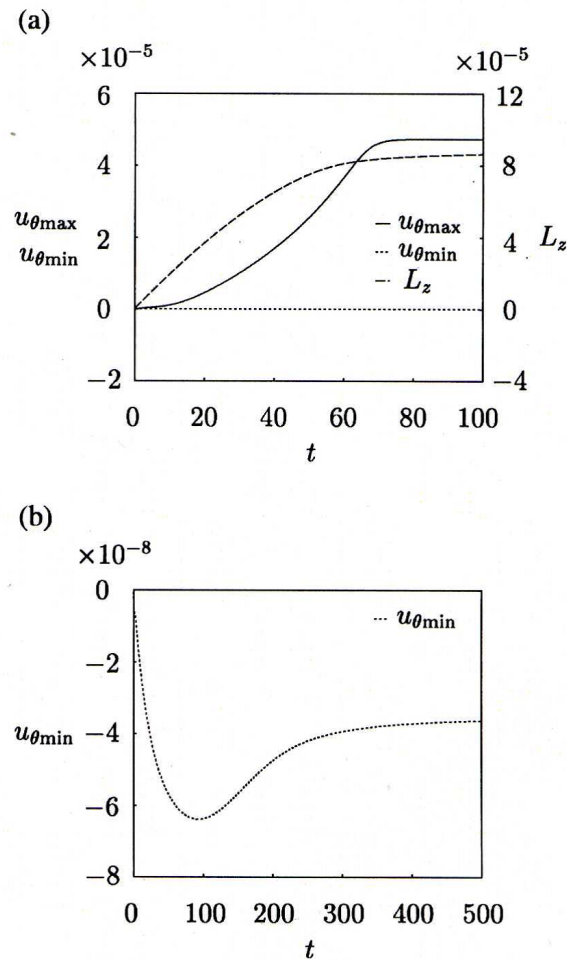 (a)
×10⁻⁵ ×10⁻⁵
6 12
4 8
u_θmax u_θmax
2 4
u_θmin u_θmin L_z
L_z
0 0
−2 −4
0 20 40 60 80 100
t
(b)
×10⁻⁸
0
u_θmin
−2
u_θmin −4
−6
−8
0 100 200 300 400 500
t